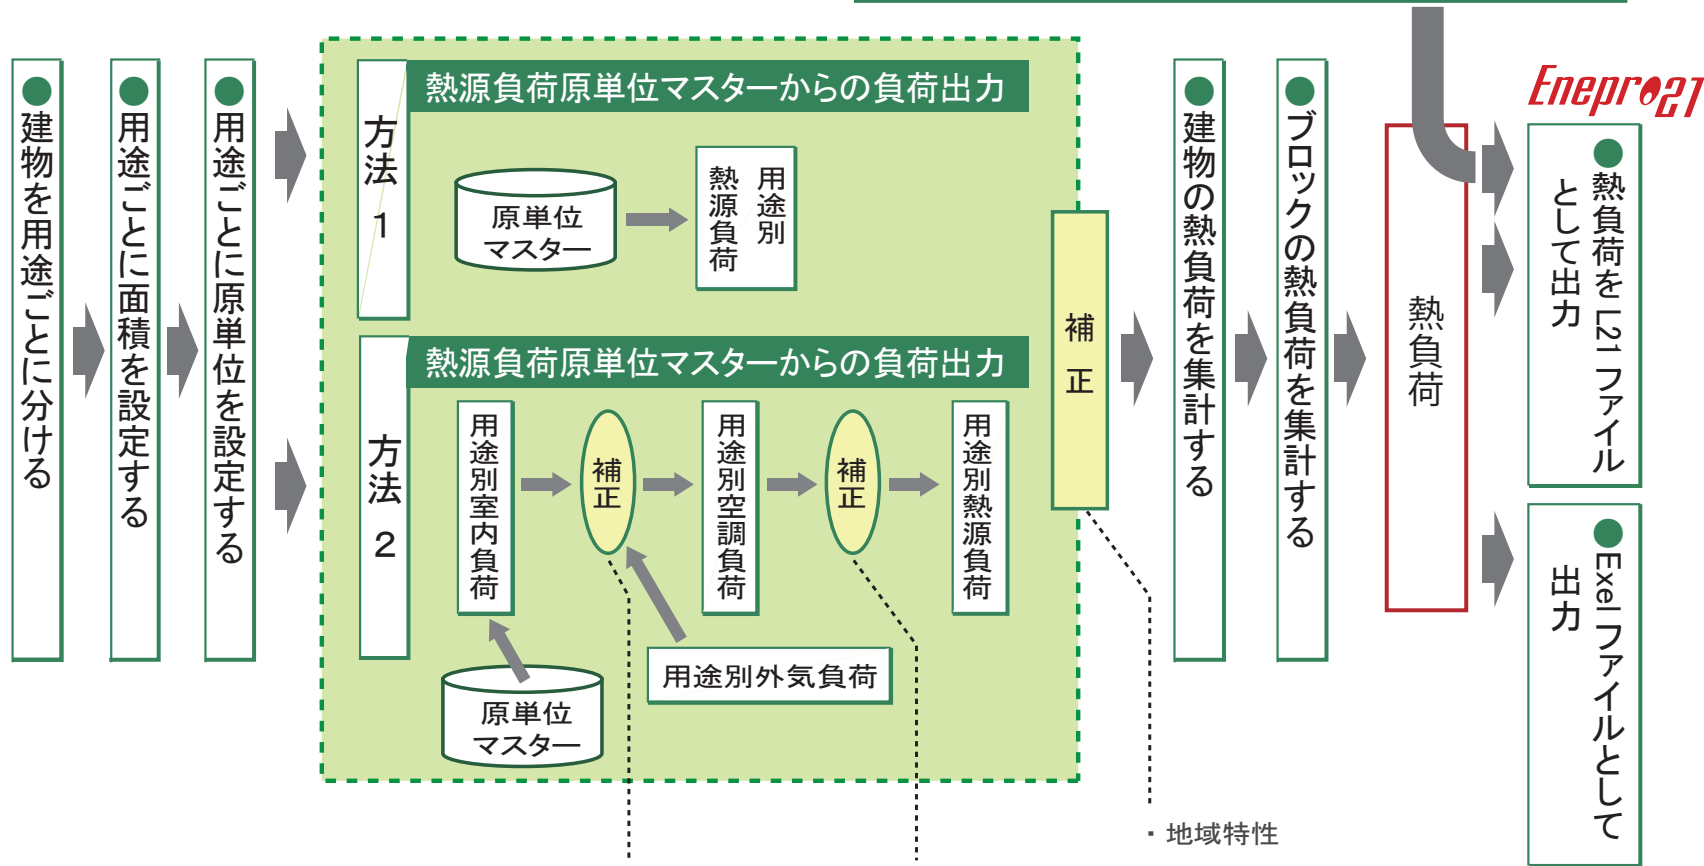 ● 建物を用途ごとに分ける
● 用途ごとに面積を設定する
● 用途ごとに原単位を設定する
方法1
熱源負荷原単位マスターからの負荷出力
原単位
マスター
用途別
熱源負荷
方法2
熱源負荷原単位マスターからの負荷出力
用途別室内負荷
補正
用途別空調負荷
補正
用途別熱源負荷
原単位
マスター
用途別外気負荷
補正
・地域特性
● 建物の熱負荷を集計する
● ブロックの熱負荷を集計する
熱負荷
Enepro21
● 熱負荷を L21 ファイル
として出力
● Exel ファイルとして
出力